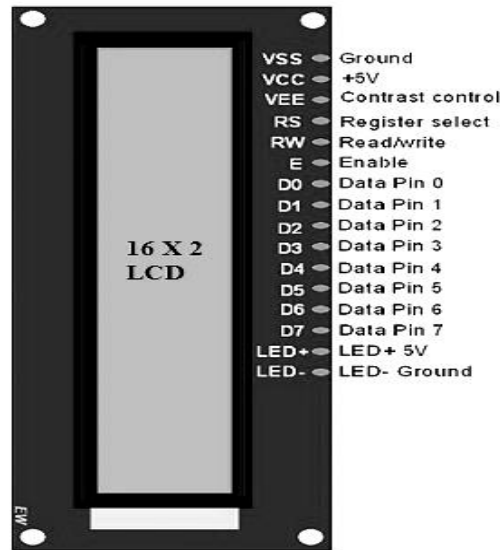 VSS Ground
VCC +5V
VEE Contrast control
RS Register select
RW Read/write
E Enable
D0 Data Pin 0
D1 Data Pin 1
D2 Data Pin 2
D3 Data Pin 3
D4 Data Pin 4
D5 Data Pin 5
D6 Data Pin 6
D7 Data Pin 7
LED+ LED+ 5V
LED- LED- Ground
16 X 2
LCD
EW